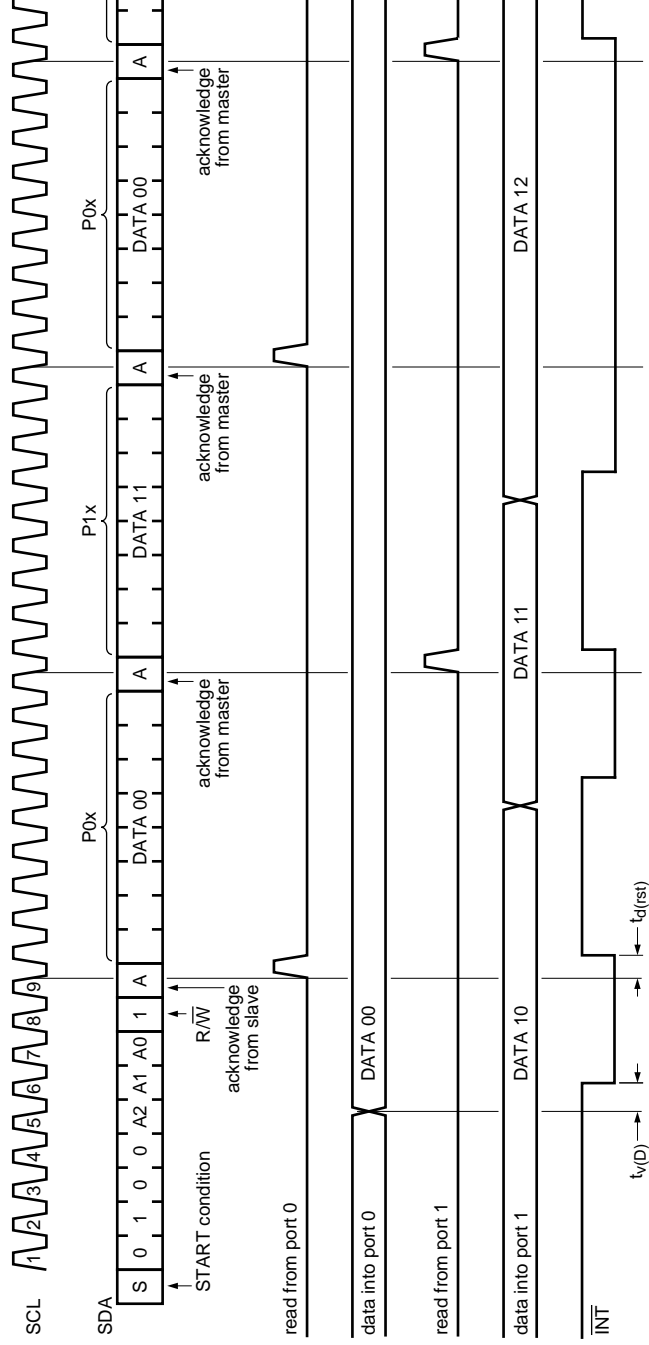 SCL
1 2 3 4 5 6 7 8 9
P0x P1x P0x
SDA
S 0 1 0 0 A2 A1 A0 1 A DATA 00 A DATA 11 A DATA 00 A
START condition
R/W
acknowledge
from slave
acknowledge
from master
acknowledge
from master
acknowledge
from master
read from port 0
data into port 0
DATA 00
read from port 1
data into port 1
DATA 10 DATA 11 DATA 12
INT
tv(D) td(rst)